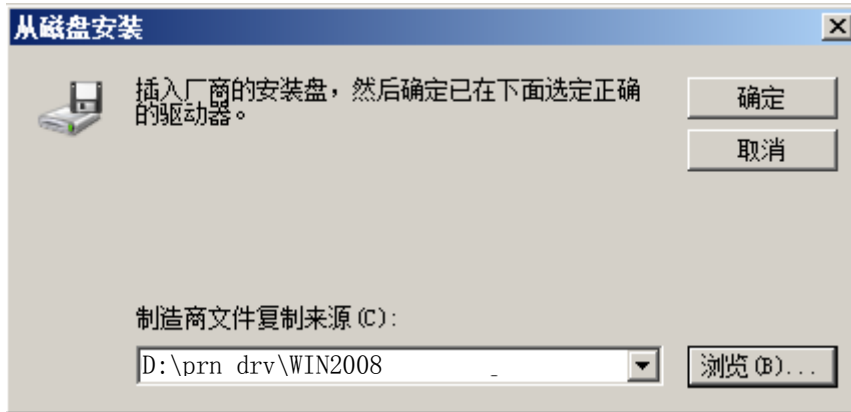 从磁盘安装
插入厂商的安装盘，然后确定已在下面选定正确
的驱动器。
确定
取消
制造商文件复制来源(C):
D:\prn drv\WIN2008
浏览(B)...